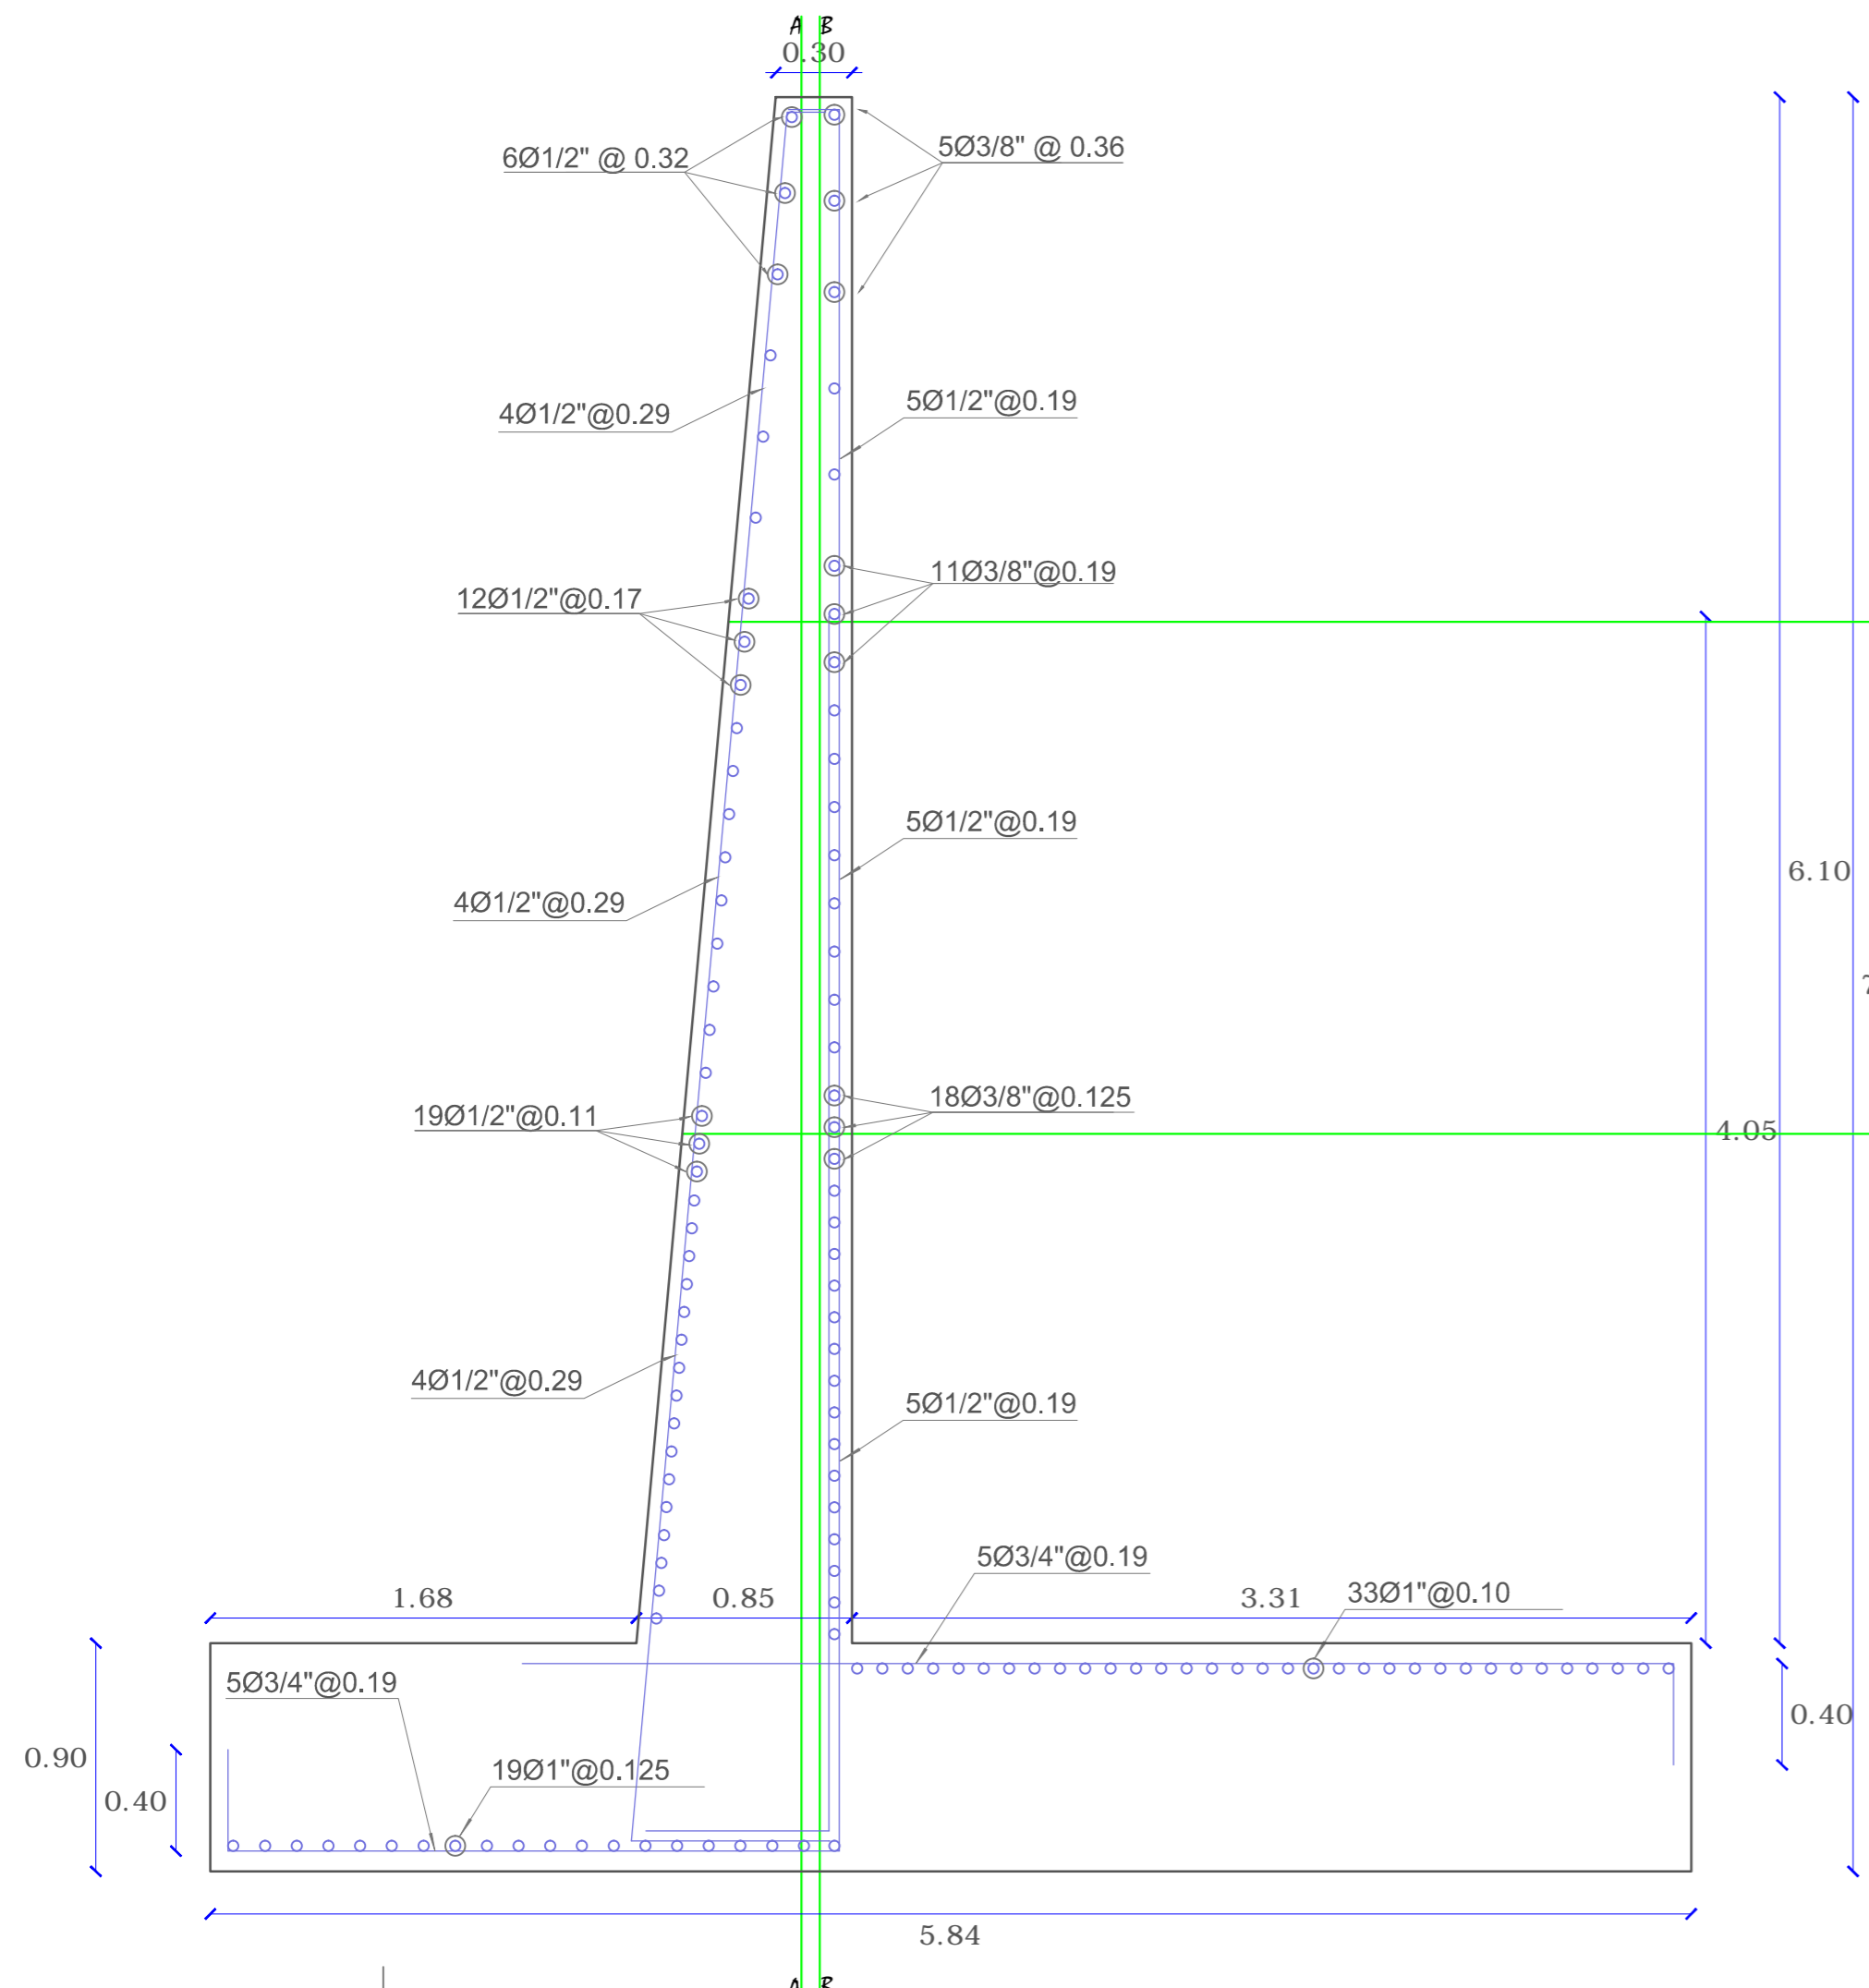 A B
0.30
6Ø1/2" @ 0.32
5Ø3/8" @ 0.36
4Ø1/2"@0.29
5Ø1/2"@0.19
11Ø3/8"@0.19
12Ø1/2"@0.17
5Ø1/2"@0.19
6.10
4Ø1/2"@0.29
18Ø3/8"@0.125
19Ø1/2"@0.11
4.05
4Ø1/2"@0.29
5Ø1/2"@0.19
5Ø3/4"@0.19
1.68
0.85
3.31
33Ø1"@0.10
5Ø3/4"@0.19
0.40
0.90
19Ø1"@0.125
0.40
5.84
A B